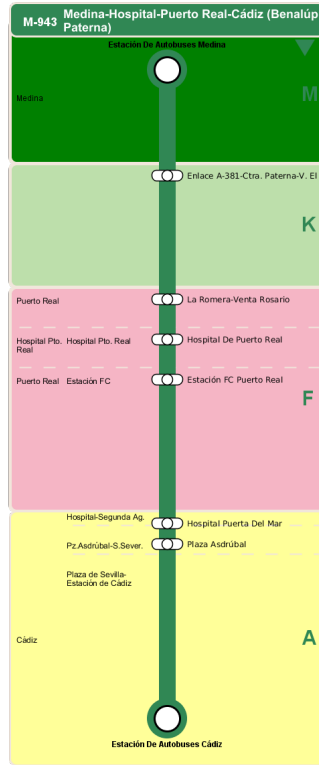 M-943 Medina-Hospital-Puerto Real-Cádiz (Benalúp
Paterna)
Estación De Autobuses Medina
Medina
M
Enlace A-381-Ctra. Paterna-V. El
K
Puerto Real
La Romera-Venta Rosario
Hospital Pto.
Real
Hospital Pto. Real
Hospital De Puerto Real
Puerto Real
Estación FC
Estación FC Puerto Real
F
Hospital-Segunda Ag.
Hospital Puerta Del Mar
Pz.Asdrúbal-S.Sever.
Plaza Asdrúbal
Plaza de Sevilla-
Estación de Cádiz
Cádiz
A
Estación De Autobuses Cádiz